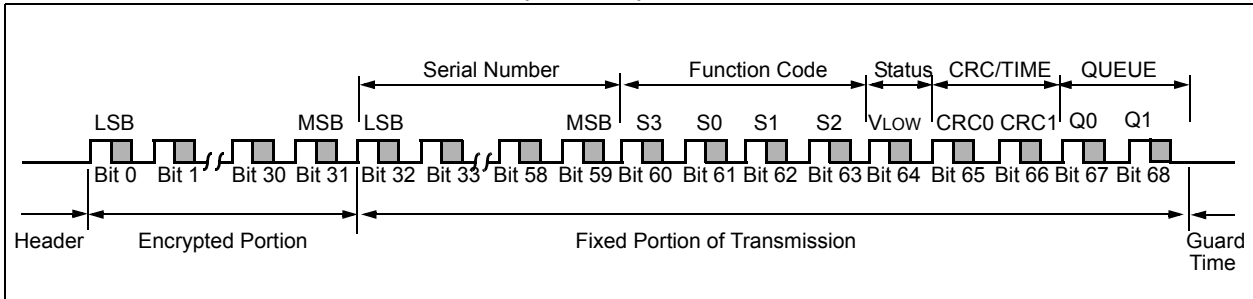 Serial Number Function Code Status CRC/TIME QUEUE
LSB MSB LSB MSB S3 S0 S1 S2 VLOW CRC0 CRC1 Q0 Q1
Bit 0 Bit 1 Bit 30 Bit 31 Bit 32 Bit 33 Bit 58 Bit 59 Bit 60 Bit 61 Bit 62 Bit 63 Bit 64 Bit 65 Bit 66 Bit 67 Bit 68
Header Encrypted Portion Fixed Portion of Transmission Guard
Time